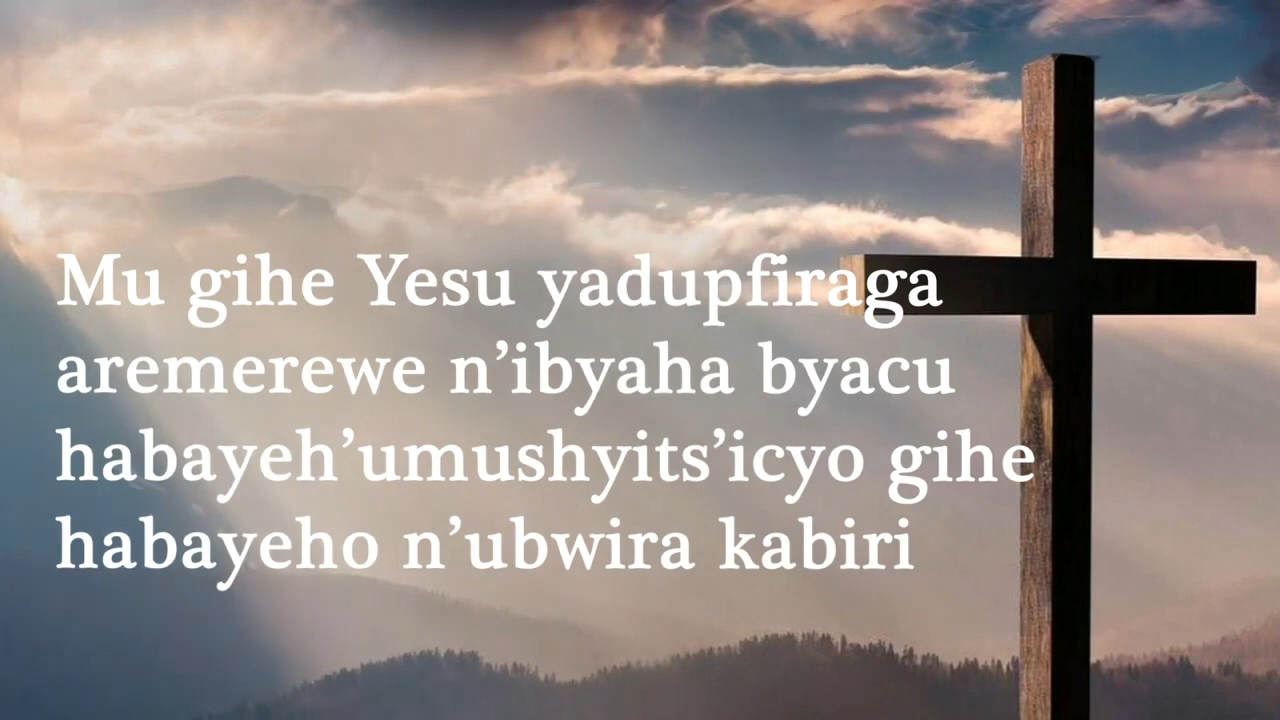 Mu gihe Yesu yadupfiraga
aremerewe n’ibyaha byacu
habayeh’umushyits’icyo gihe
habayeho n’ubwira kabiri